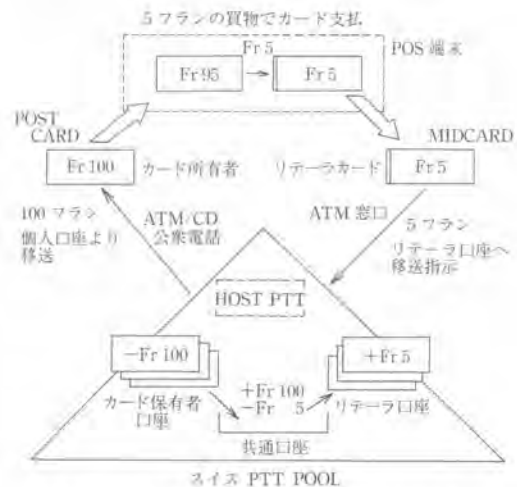 5フランの買物でカード支払
Fr 5
POS 端末
Fr 95
Fr 5
POST
CARD
MIDCARD
Fr 100
カード所有者
リテーラカード
Fr 5
100フラン
個人口座より
移送
ATM/CD
公衆電話
ATM 窓口
5フラン
リテーラ口座へ
移送指示
HOST PTT
−Fr 100
+Fr 5
カード保有者
口座
+Fr 100
−Fr 5
リテーラ口座
共通口座
スイス PTT POOL